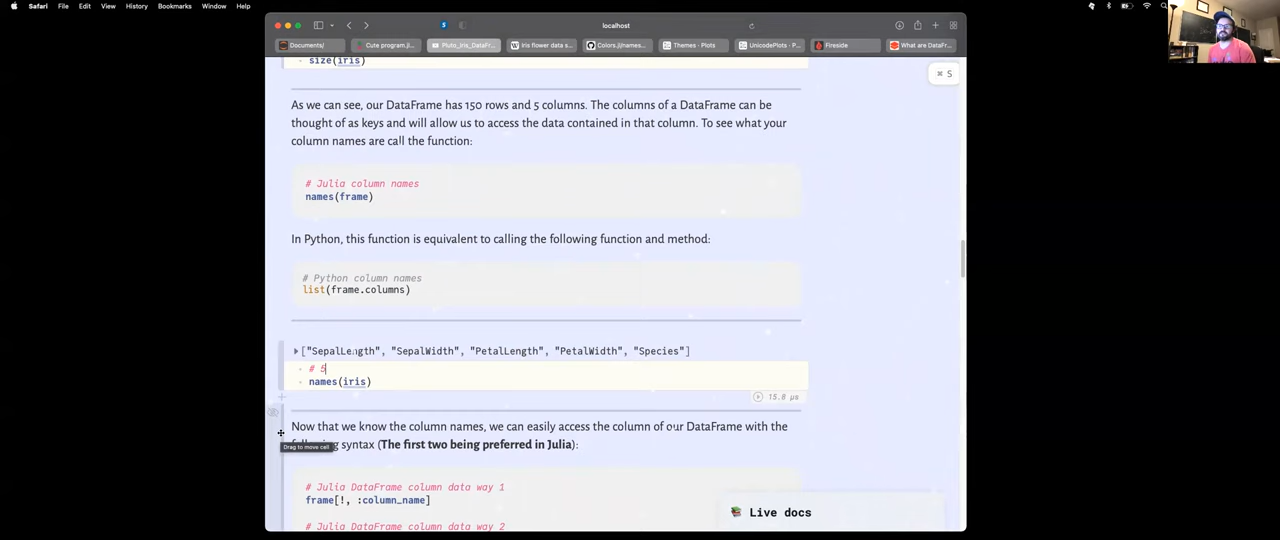 Safari File Edit View History Bookmarks Window Help
localhost
Documents/ Cute program.jl... Pluto_Iris_DataFr... Iris flower data s... Colors.jl/names... Themes · Plots UnicodePlots · P... Fireside What are DataFr...
size(iris)
⌘ S
As we can see, our DataFrame has 150 rows and 5 columns. The columns of a DataFrame can be
thought of as keys and will allow us to access the data contained in that column. To see what your
column names are call the function:
# Julia column names
names(frame)
In Python, this function is equivalent to calling the following function and method:
# Python column names
list(frame.columns)
["SepalLength", "SepalWidth", "PetalLength", "PetalWidth", "Species"]
# 5
names(iris)
15.8 μs
Now that we know the column names, we can easily access the column of our DataFrame with the
syntax (The first two being preferred in Julia):
Drag to move cell
# Julia DataFrame column data way 1
frame[!, :column_name]
# Julia DataFrame column data way 2
Live docs